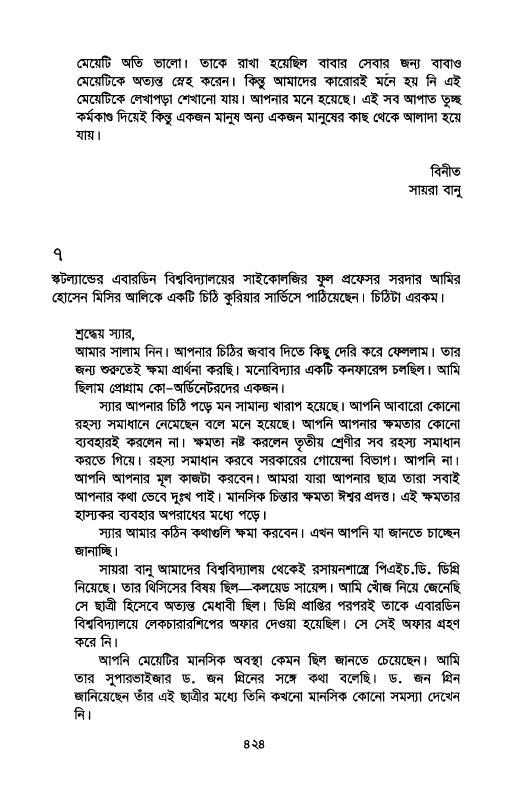 মেয়েটি অতি ভালো। তাকে রাখা হয়েছিল বাবার সেবার জন্য বাবাও
মেয়েটিকে অত্যন্ত স্নেহ করেন। কিন্তু আমাদের কারোরই মনে হয় নি এই
মেয়েটিকে লেখাপড়া শেখানো যায়। আপনার মনে হয়েছে। এই সব আপাত তুচ্ছ
কর্মকাণ্ড দিয়েই কিন্তু একজন মানুষ অন্য একজন মানুষের কাছ থেকে আলাদা হয়ে
যায়।
বিনীত
সায়রা বানু
৭
স্কটল্যান্ডের এবারডিন বিশ্ববিদ্যালয়ের সাইকোলজির ফুল প্রফেসর সরদার আমির
হোসেন মিসির আলিকে একটি চিঠি কুরিয়ার সার্ভিসে পাঠিয়েছেন। চিঠিটা এরকম।
শ্রদ্ধেয় স্যার,
আমার সালাম নিন। আপনার চিঠির জবাব দিতে কিছু দেরি করে ফেললাম। তার
জন্য শুরুতেই ক্ষমা প্রার্থনা করছি। মনোবিদ্যার একটি কনফারেন্স চলছিল। আমি
ছিলাম প্রোগ্রাম কো-অর্ডিনেটরদের একজন।
স্যার আপনার চিঠি পড়ে মন সামান্য খারাপ হয়েছে। আপনি আবারো কোনো
রহস্য সমাধানে নেমেছেন বলে মনে হয়েছে। আপনি আপনার ক্ষমতার কোনো
ব্যবহারই করলেন না। ক্ষমতা নষ্ট করলেন তৃতীয় শ্রেণীর সব রহস্য সমাধান
করতে গিয়ে। রহস্য সমাধান করবে সরকারের গোয়েন্দা বিভাগ। আপনি না।
আপনি আপনার মূল কাজটা করবেন। আমরা যারা আপনার ছাত্র তারা সবাই
আপনার কথা ভেবে দুঃখ পাই। মানসিক চিন্তার ক্ষমতা ঈশ্বর প্রদত্ত। এই ক্ষমতার
হাস্যকর ব্যবহার অপরাধের মধ্যে পড়ে।
স্যার আমার কঠিন কথাগুলি ক্ষমা করবেন। এখন আপনি যা জানতে চাচ্ছেন
জানাচ্ছি।
সায়রা বানু আমাদের বিশ্ববিদ্যালয় থেকেই রসায়নশাস্ত্রে পিএইচ.ডি. ডিগ্রি
নিয়েছে। তার থিসিসের বিষয় ছিল—কলয়েড সায়েন্স। আমি খোঁজ নিয়ে জেনেছি
সে ছাত্রী হিসেবে অত্যন্ত মেধাবী ছিল। ডিগ্রি প্রাপ্তির পরপরই তাকে এবারডিন
বিশ্ববিদ্যালয়ে লেকচারারশিপের অফার দেওয়া হয়েছিল। সে সেই অফার গ্রহণ
করে নি।
আপনি মেয়েটির মানসিক অবস্থা কেমন ছিল জানতে চেয়েছেন। আমি
তার সুপারভাইজার ড. জন গ্রিনের সঙ্গে কথা বলেছি। ড. জন গ্রিন
জানিয়েছেন তাঁর এই ছাত্রীর মধ্যে তিনি কখনো মানসিক কোনো সমস্যা দেখেন
নি।
৪২৪